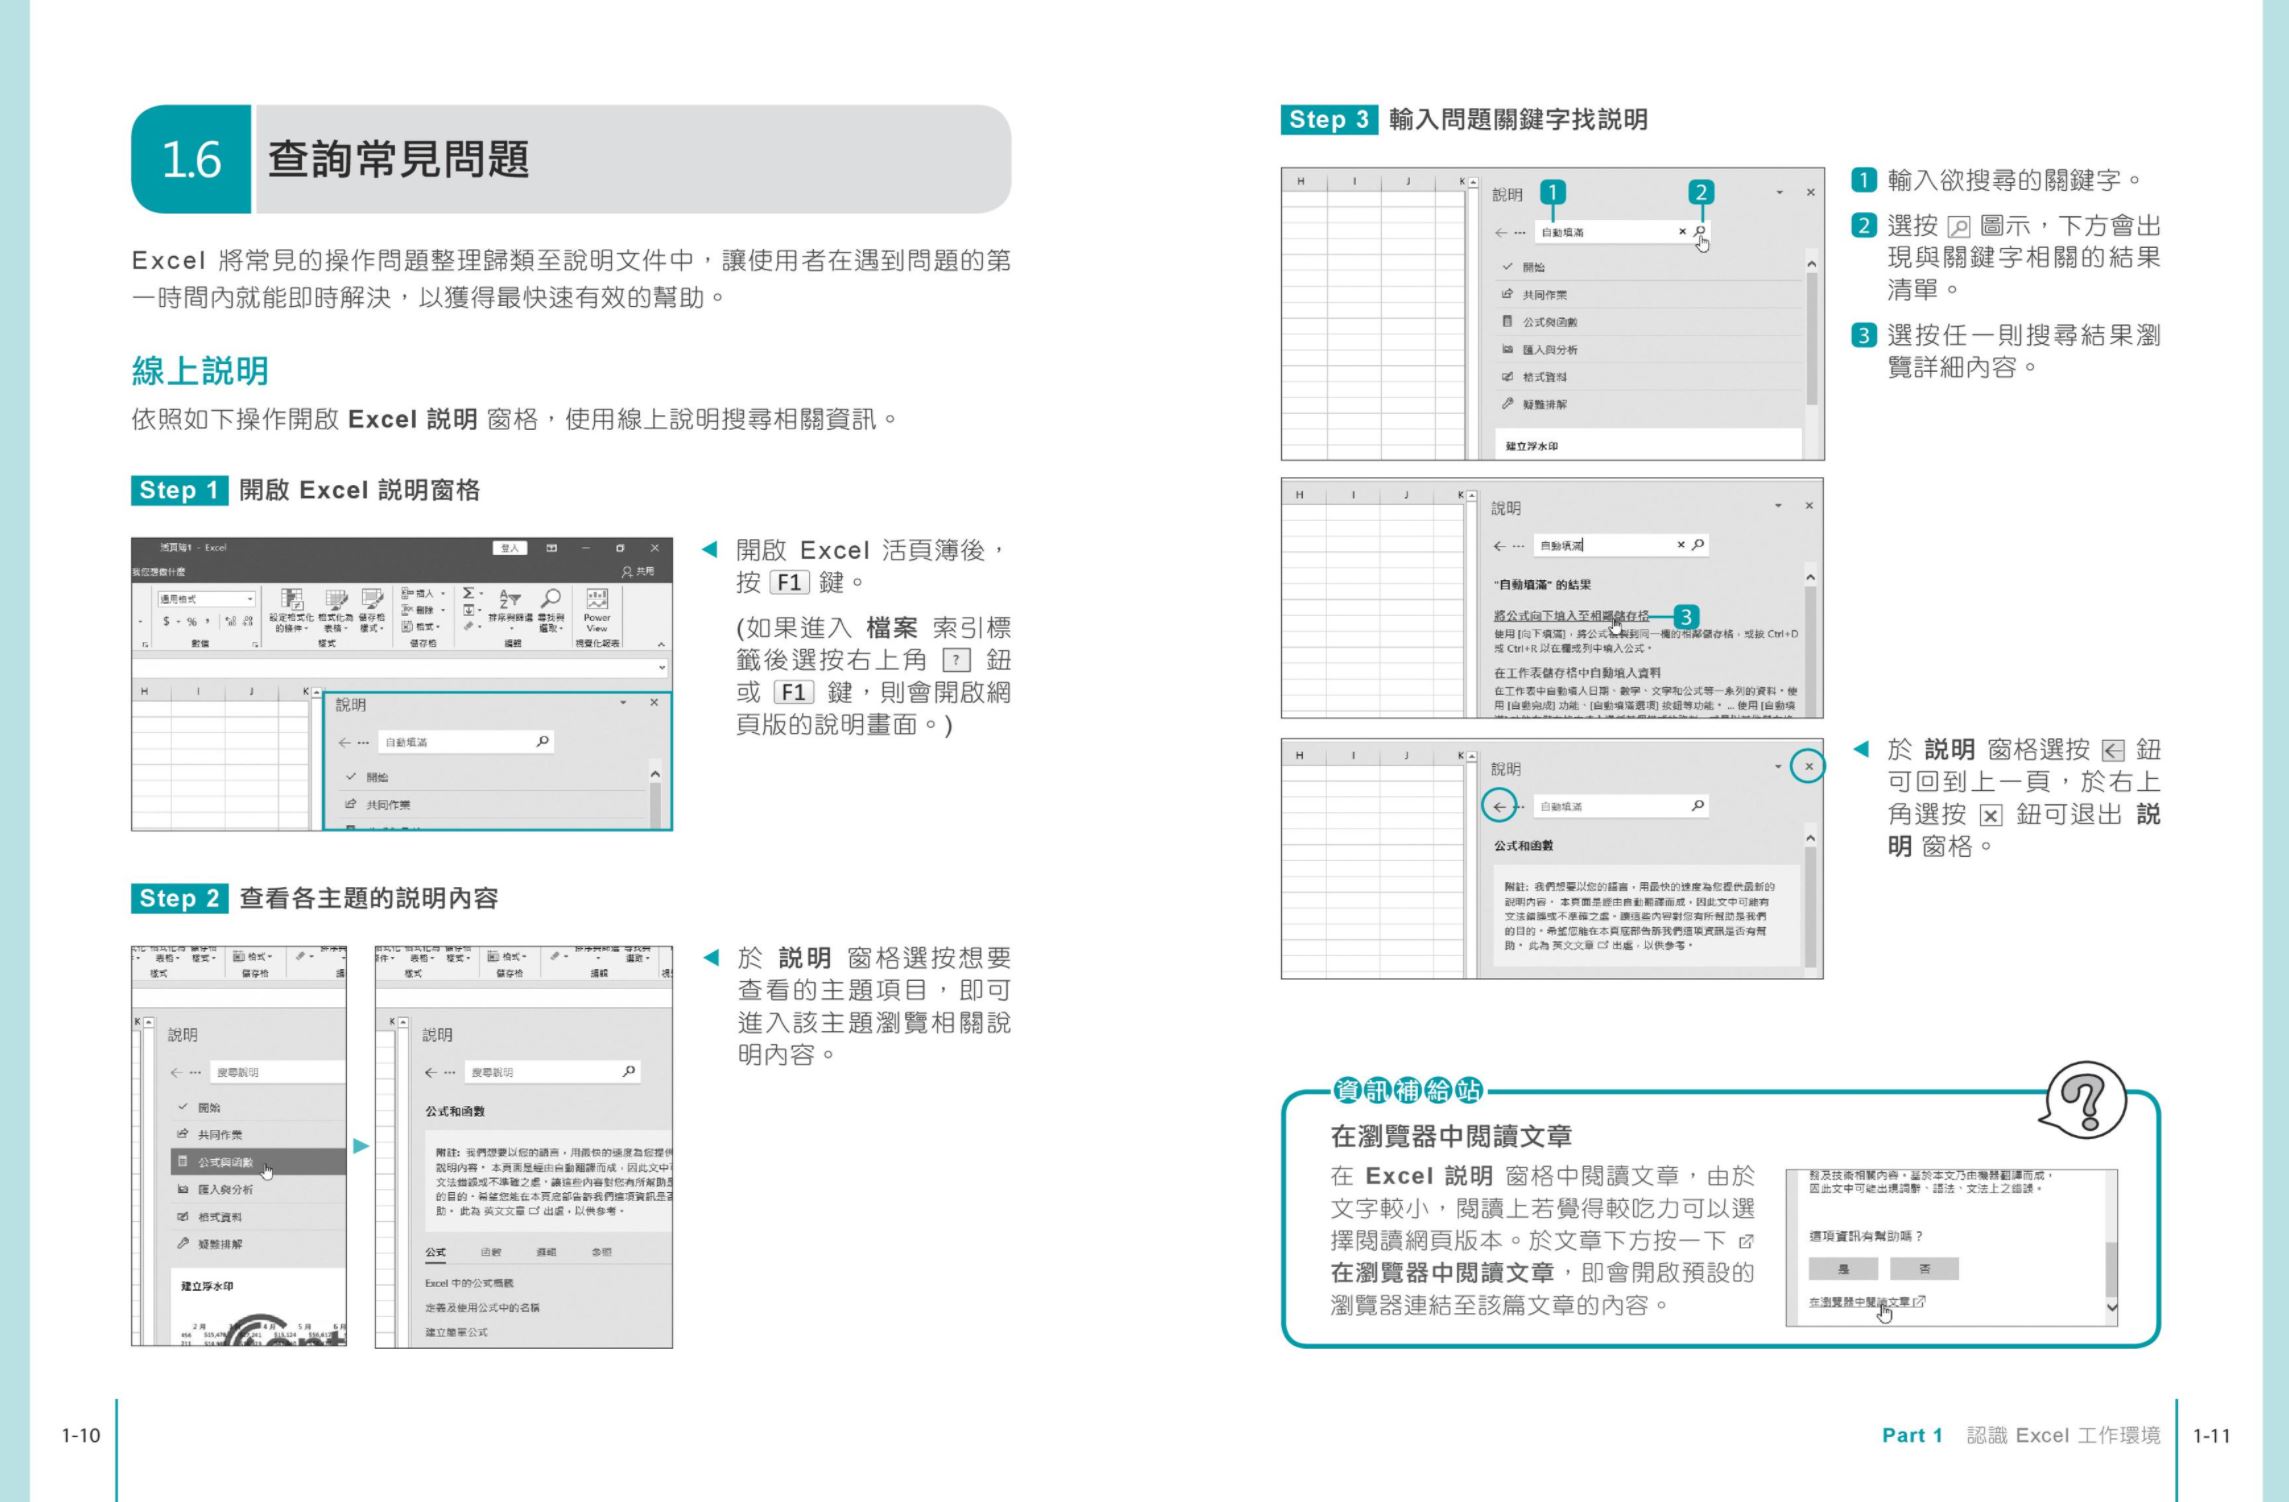 1.6 查詢常見問題
Excel 將常見的操作問題整理歸類至說明文件中，讓使用者在遇到問題的第
一時間內就能即時解決，以獲得最快速有效的幫助。
線上說明
依照如下操作開啟 Excel 說明 窗格，使用線上說明搜尋相關資訊。
Step 1 開啟 Excel 說明窗格
活頁簿1 - Excel
登入
我您想做什麼
共用
通用格式
$ - % ,
設定格式化 格式化為 儲存格
的條件 表格 樣式
插入
刪除
格式
排序與篩選 尋找與
選取
Power
View
數值
樣式
儲存格
編輯
視覺化報表
H I J K
說明
自動填滿
開始
共同作業
開啟 Excel 活頁簿後，
按 F1 鍵。
(如果進入 檔案 索引標
籤後選按右上角 ? 鈕
或 F1 鍵，則會開啟網
頁版的說明畫面。)
Step 2 查看各主題的說明內容
表格 樣式
格式
樣式
儲存格
K
說明
搜尋說明
開始
共同作業
公式與函數
匯入與分析
格式資料
疑難排解
建立浮水印
2月
4月
5月
6月
表格 樣式
格式
選取
樣式
儲存格
編輯
K
說明
搜尋說明
公式和函數
附註: 我們想要以您的語言，用最快的速度為您提供
說明內容。 本頁面是經由自動翻譯而成，因此文中
文法錯誤或不準確之處。讓這些內容對您有所幫助是
的目的。希望您能在本頁底部告訴我們這項資訊是否
助。 此為 英文文章 出處，以供參考。
公式 函數 邏輯 參照
Excel 中的公式概觀
定義及使用公式中的名稱
建立簡單公式
於 說明 窗格選按想要
查看的主題項目，即可
進入該主題瀏覽相關說
明內容。
1-10
Step 3 輸入問題關鍵字找說明
H I J K
說明
1
2
自動填滿
開始
共同作業
公式與函數
匯入與分析
格式資料
疑難排解
建立浮水印
1 輸入欲搜尋的關鍵字。
2 選按 圖示，下方會出
現與關鍵字相關的結果
清單。
3 選按任一則搜尋結果瀏
覽詳細內容。
H I J K
說明
自動填滿
"自動填滿" 的結果
將公式向下填入至相鄰儲存格
3
使用 [向下填滿]，將公式複製到同一欄的相鄰儲存格，或按 Ctrl+D
或 Ctrl+R 以在欄或列中填入公式。
在工作表儲存格中自動填入資料
在工作表中自動填入日期、數字、文字和公式等一系列的資料。使
用 [自動完成] 功能、[自動填滿選項] 按鈕等功能。 ... 使用 [自動填
H I J K
說明
自動填滿
公式和函數
附註: 我們想要以您的語言，用最快的速度為您提供最新的
說明內容。 本頁面是經由自動翻譯而成，因此文中可能有
文法錯誤或不準確之處。讓這些內容對您有所幫助是我們
的目的。希望您能在本頁底部告訴我們這項資訊是否有幫
助。 此為 英文文章 出處，以供參考。
於 說明 窗格選按 ← 鈕
可回到上一頁，於右上
角選按 × 鈕可退出 說
明 窗格。
資訊補給站
在瀏覽器中閱讀文章
在 Excel 說明 窗格中閱讀文章，由於
文字較小，閱讀上若覺得較吃力可以選
擇閱讀網頁版本。於文章下方按一下
在瀏覽器中閱讀文章，即會開啟預設的
瀏覽器連結至該篇文章的內容。
務及技術相關內容。基於本文乃由機器翻譯而成，
因此文中可能出現詞辭、語法、文法上之錯誤。
這項資訊有幫助嗎？
是 否
在瀏覽器中閱讀文章
Part 1 認識 Excel 工作環境
1-11